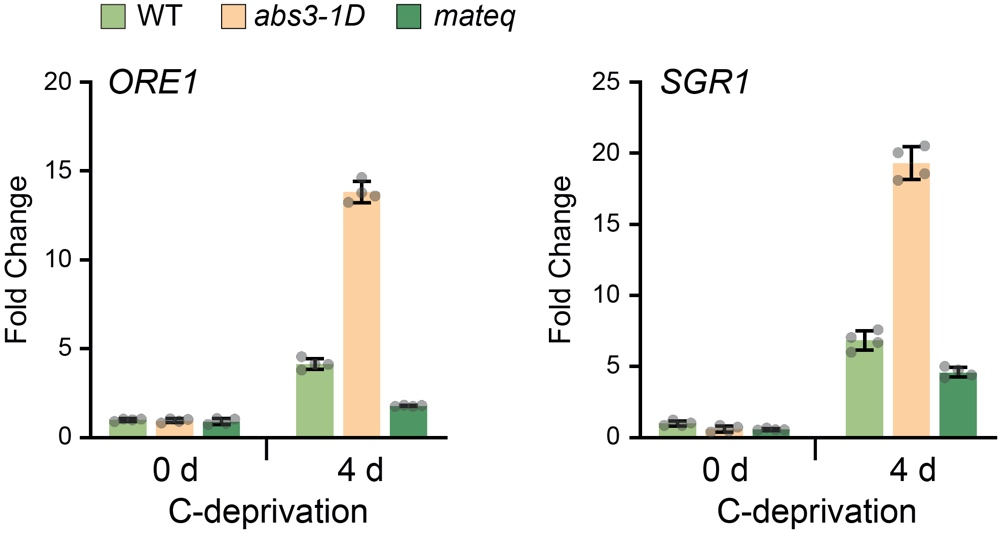 WT abs3-1D mateq
ORE1
Fold Change
20
15
10
5
0
0 d 4 d
C-deprivation
SGR1
Fold Change
25
20
15
10
5
0
0 d 4 d
C-deprivation